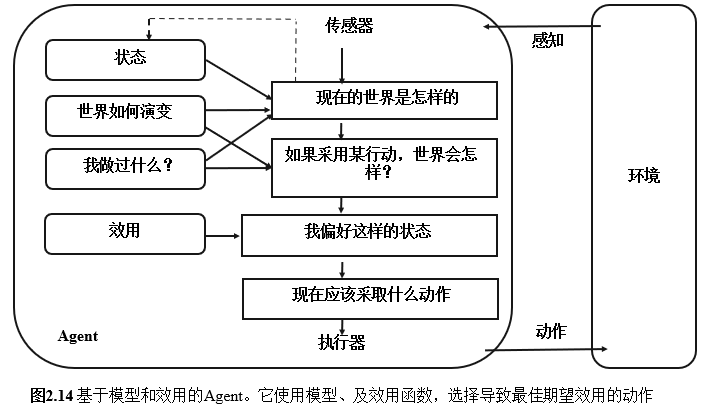 传感器
感知
状态
现在的世界是怎样的
世界如何演变
如果采用某行动，世界会怎
样？
我做过什么？
环境
效用
我偏好这样的状态
现在应该采取什么动作
Agent
执行器
动作
图2.14 基于模型和效用的Agent。它使用模型、及效用函数，选择导致最佳期望效用的动作